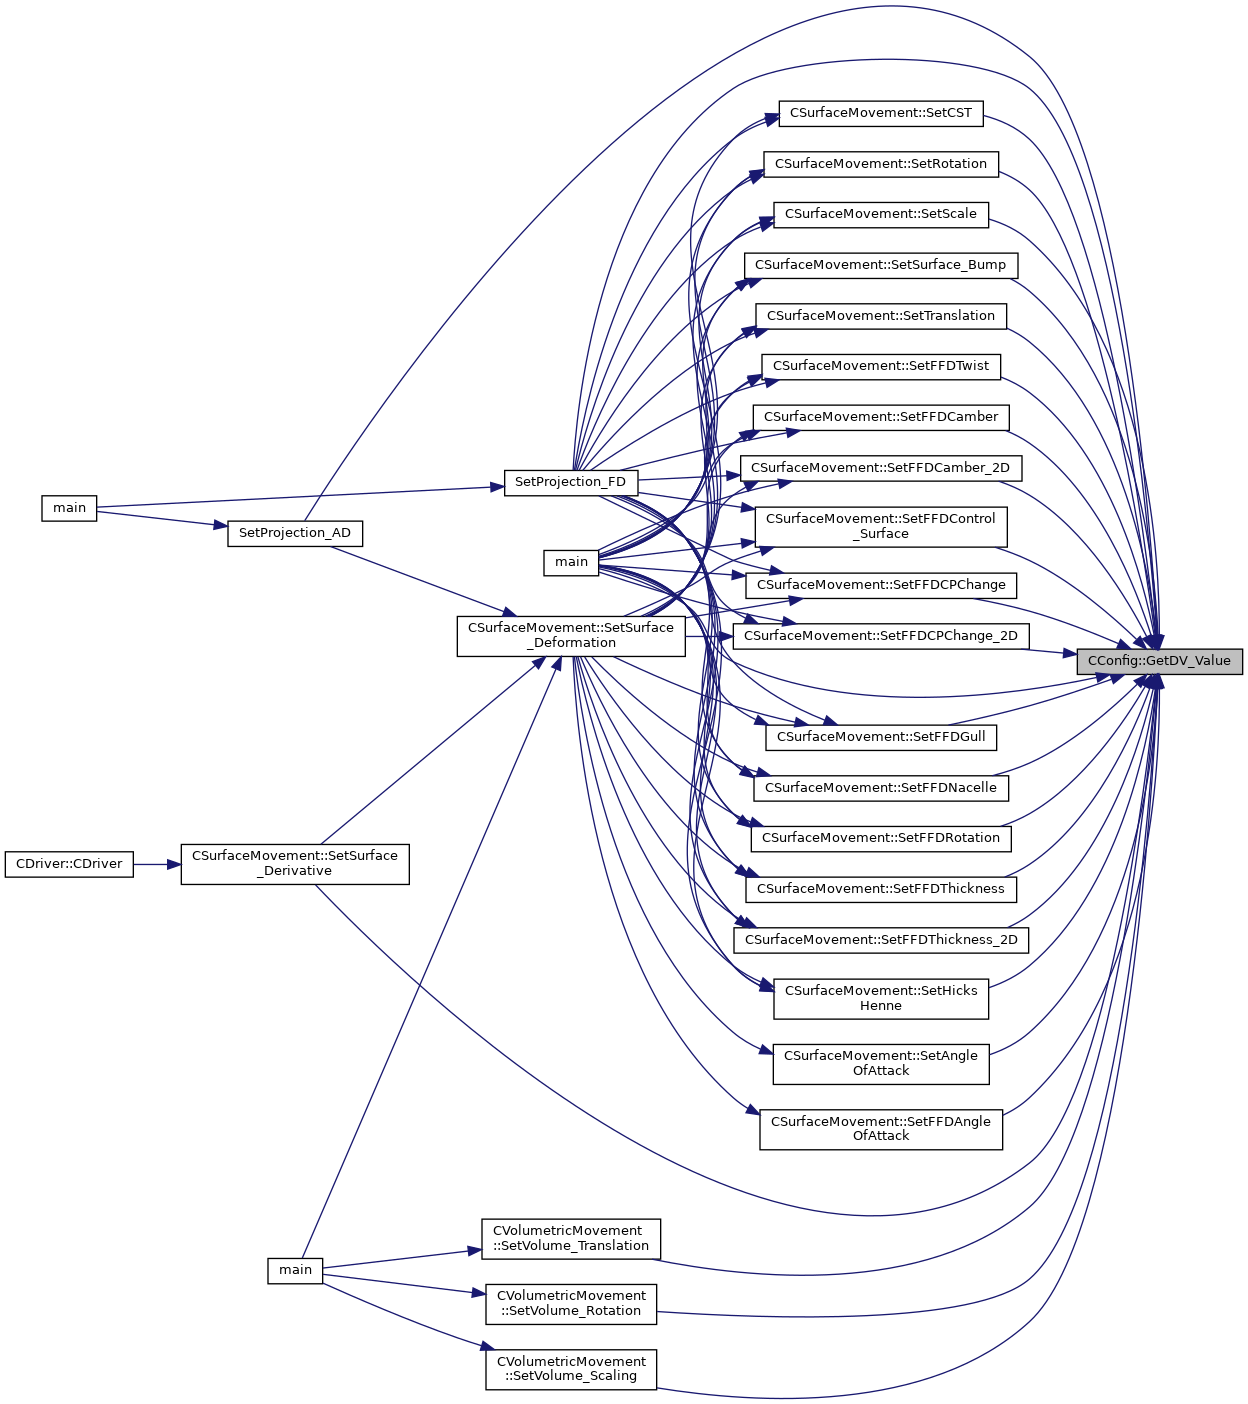 CSurfaceMovement::SetCST
CSurfaceMovement::SetRotation
CSurfaceMovement::SetScale
CSurfaceMovement::SetSurface_Bump
CSurfaceMovement::SetTranslation
CSurfaceMovement::SetFFDTwist
CSurfaceMovement::SetFFDCamber
CSurfaceMovement::SetFFDCamber_2D
SetProjection_FD
main
CSurfaceMovement::SetFFDControl
_Surface
SetProjection_AD
main
CSurfaceMovement::SetFFDCPChange
CSurfaceMovement::SetSurface
_Deformation
CSurfaceMovement::SetFFDCPChange_2D
CConfig::GetDV_Value
CSurfaceMovement::SetFFDGull
CSurfaceMovement::SetFFDNacelle
CSurfaceMovement::SetFFDRotation
CDriver::CDriver
CSurfaceMovement::SetSurface
_Derivative
CSurfaceMovement::SetFFDThickness
CSurfaceMovement::SetFFDThickness_2D
CSurfaceMovement::SetHicks
Henne
CSurfaceMovement::SetAngle
OfAttack
CSurfaceMovement::SetFFDAngle
OfAttack
CVolumetricMovement
::SetVolume_Translation
main
CVolumetricMovement
::SetVolume_Rotation
CVolumetricMovement
::SetVolume_Scaling